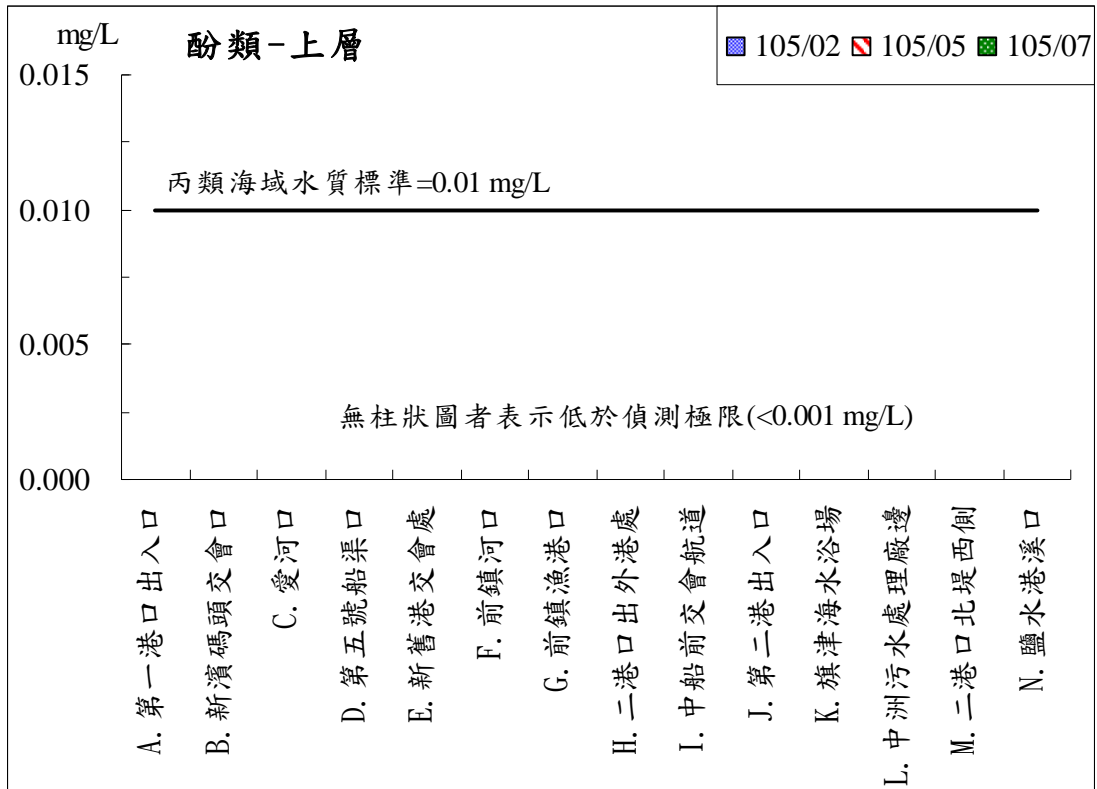 mg/L
酚類-上層
105/02 105/05 105/07
0.015
丙類海域水質標準=0.01 mg/L
0.010
0.005
無柱狀圖者表示低於偵測極限(<0.001 mg/L)
0.000
A. 第一港口出入口
B. 新濱碼頭交會口
C. 愛河口
D. 第五號船渠口
E. 新舊港交會處
F. 前鎮河口
G. 前鎮漁港口
H. 二港口出外港處
I. 中船前交會航道
J. 第二港出入口
K. 旗津海水浴場
L. 中洲污水處理廠邊
M. 二港口北堤西側
N. 鹽水港溪口